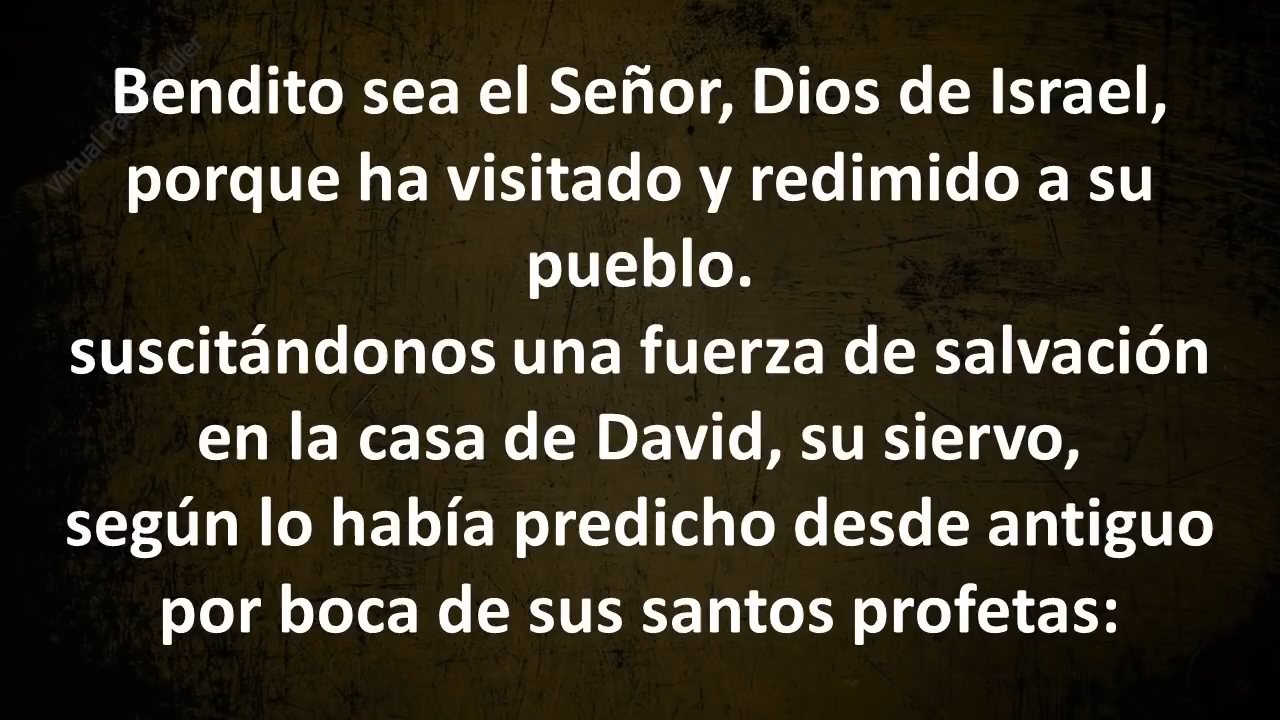 Bendito sea el Señor, Dios de Israel,
porque ha visitado y redimido a su
pueblo.
suscitándonos una fuerza de salvación
en la casa de David, su siervo,
según lo había predicho desde antiguo
por boca de sus santos profetas:
Virtual